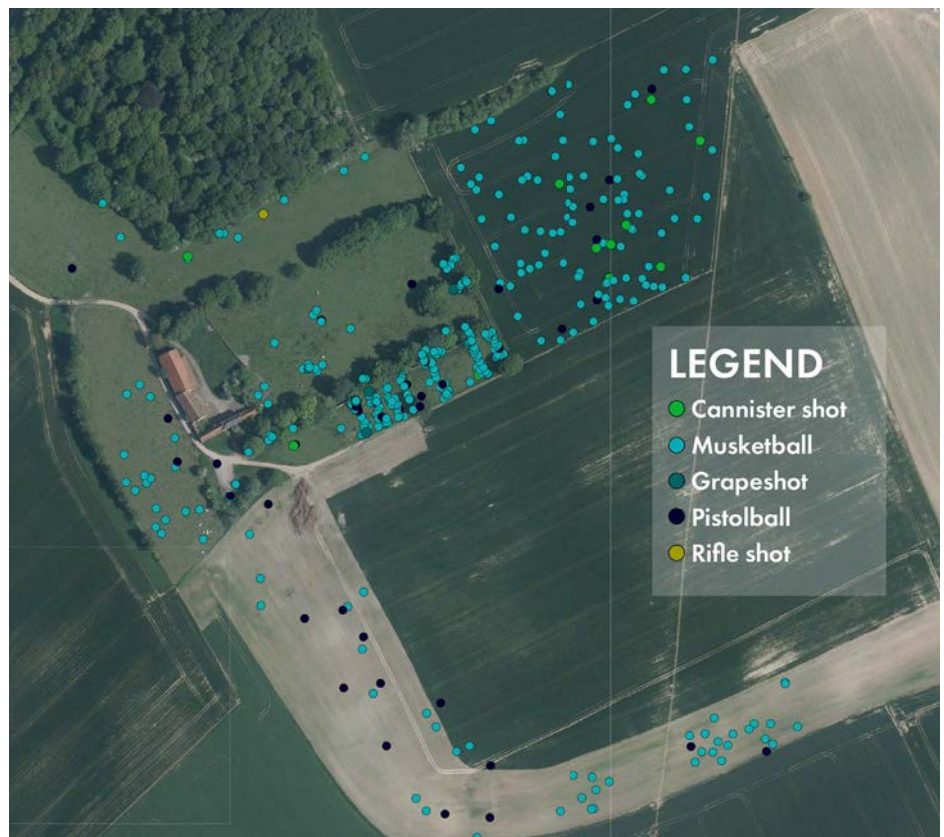 LEGEND
Cannister shot
Musketball
Grapeshot
Pistolball
Rifle shot